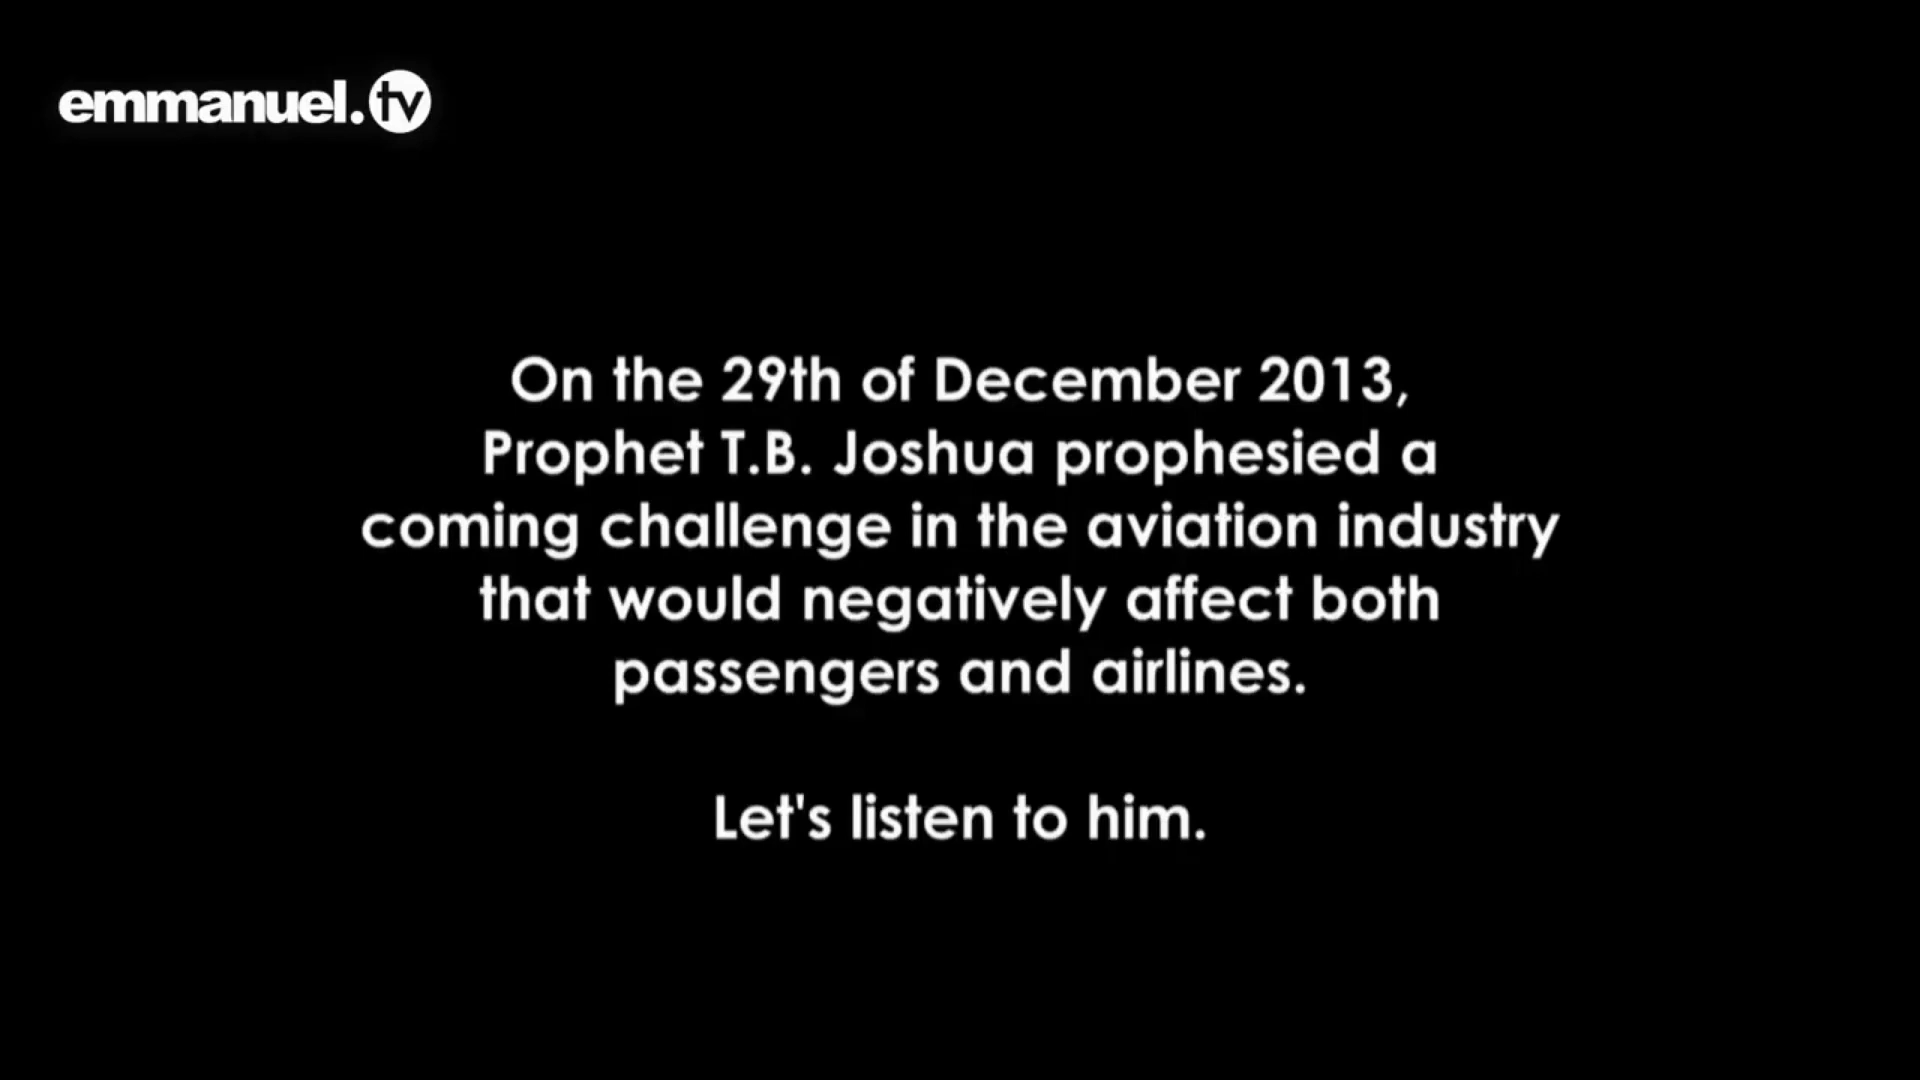 emmanuel.tv
On the 29th of December 2013,
Prophet T.B. Joshua prophesied a
coming challenge in the aviation industry
that would negatively affect both
passengers and airlines.
Let's listen to him.